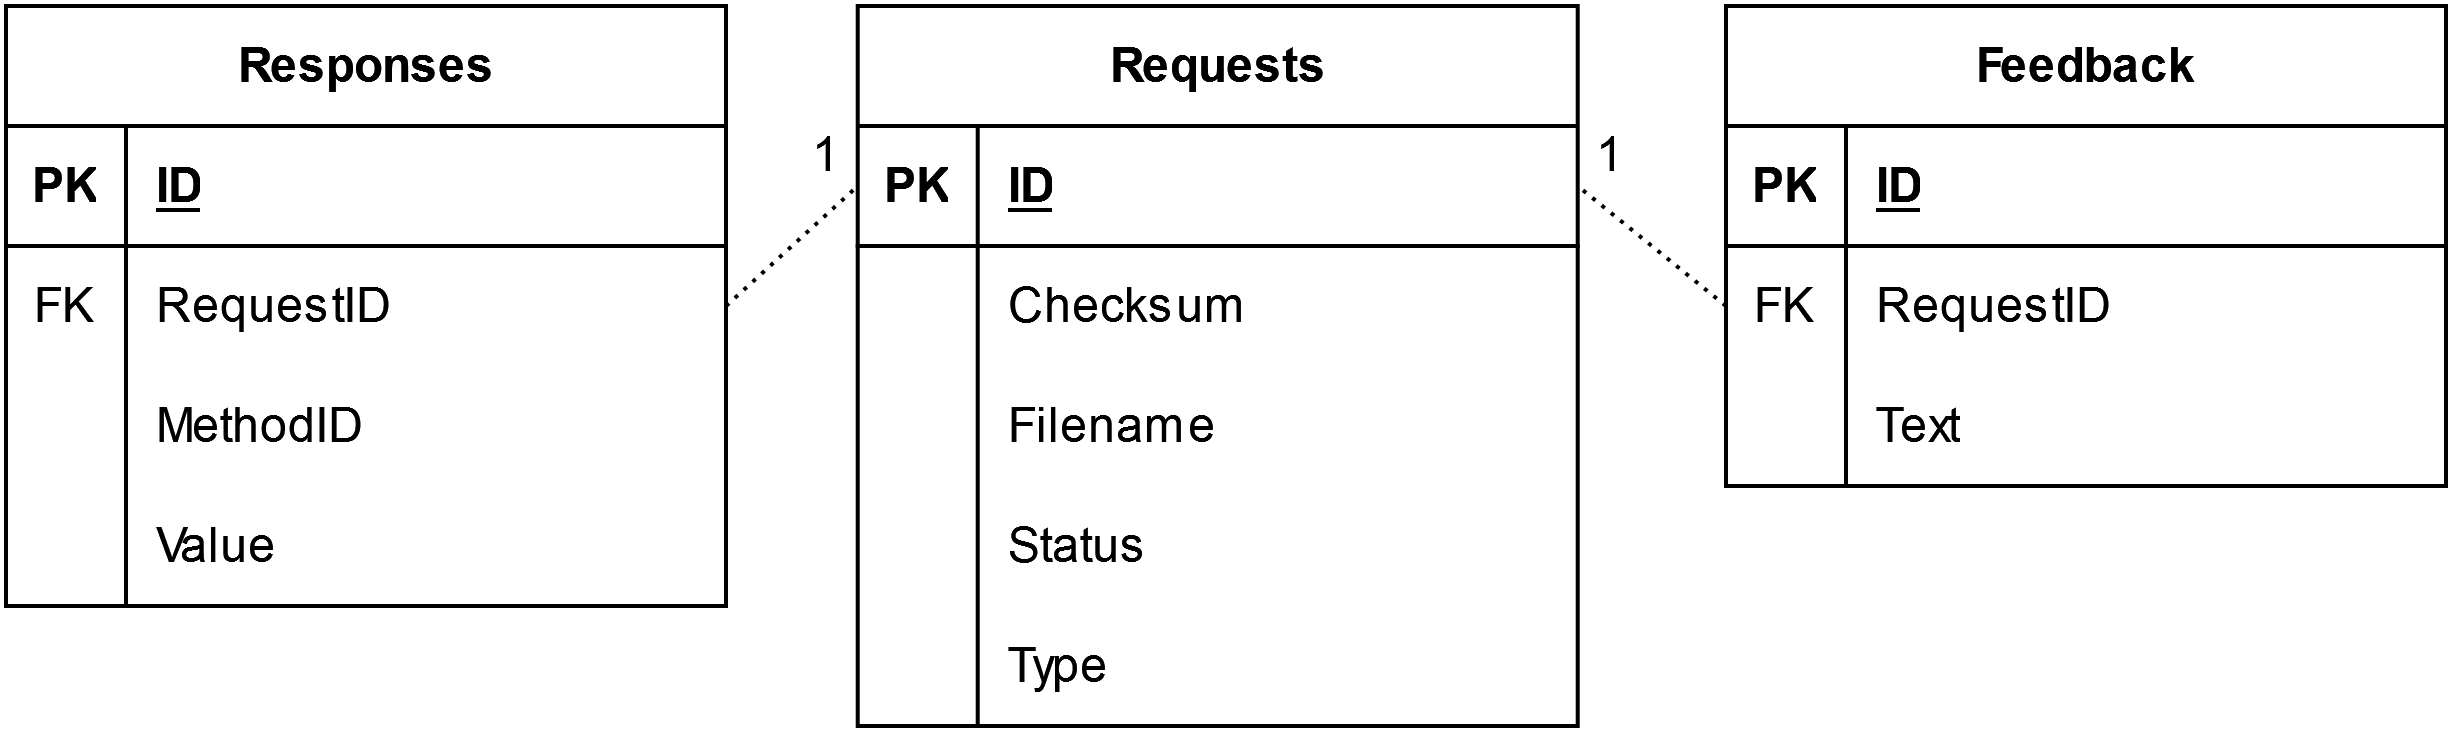 Responses
PK ID
FK RequestID
MethodID
Value
1
Requests
PK ID
Checksum
Filename
Status
Type
1
Feedback
PK ID
FK RequestID
Text